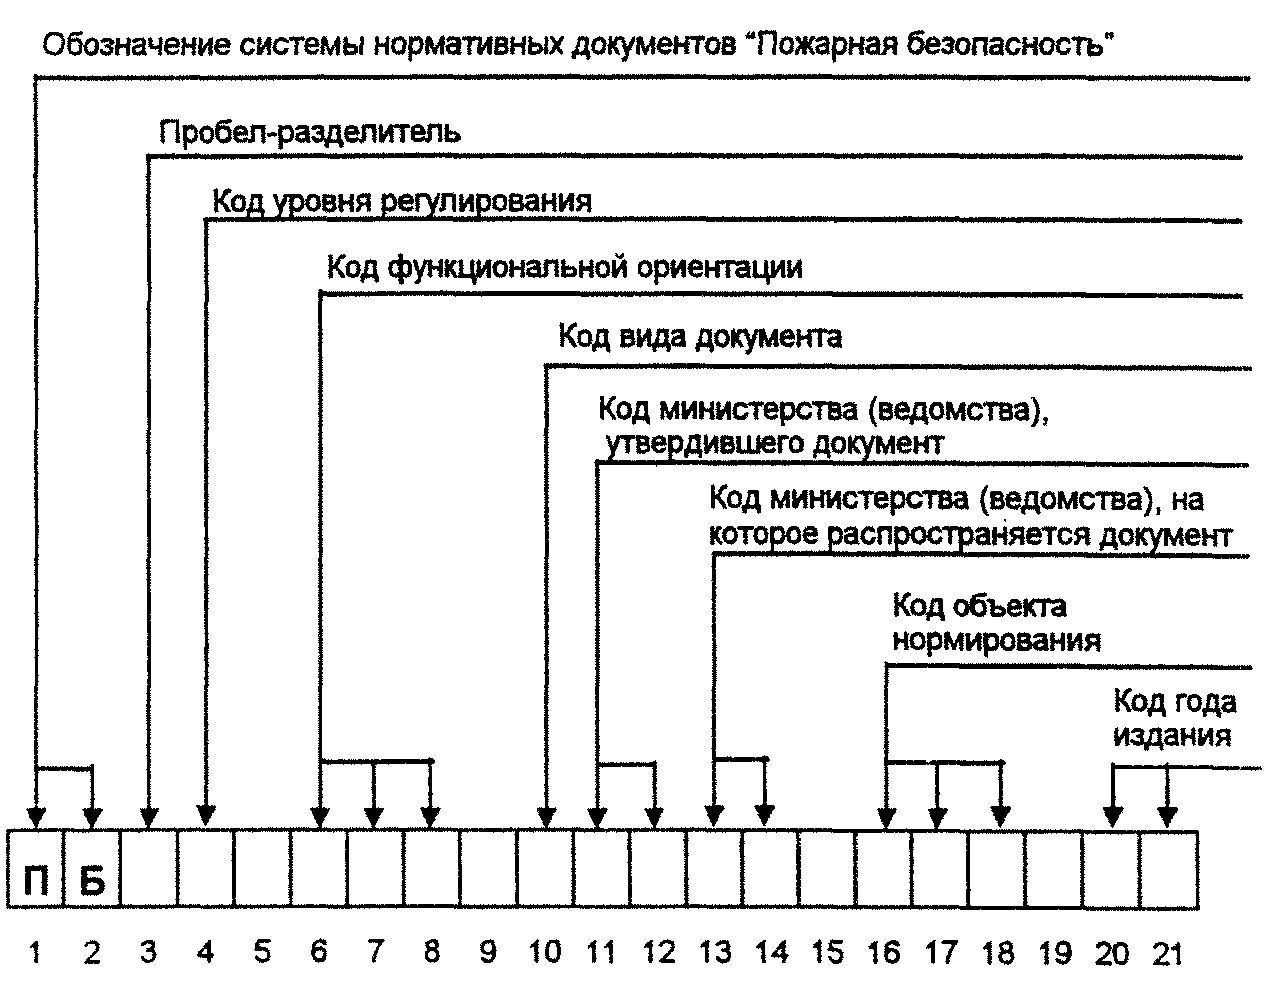 Обозначение системы нормативных документов "Пожарная безопасность"
Пробел-разделитель
Код уровня регулирования
Код функциональной ориентации
Код вида документа
Код министерства (ведомства),
утвердившего документ
Код министерства (ведомства), на
которое распространяется документ
Код объекта
нормирования
Код года
издания
П Б
1 2 3 4 5 6 7 8 9 10 11 12 13 14 15 16 17 18 19 20 21